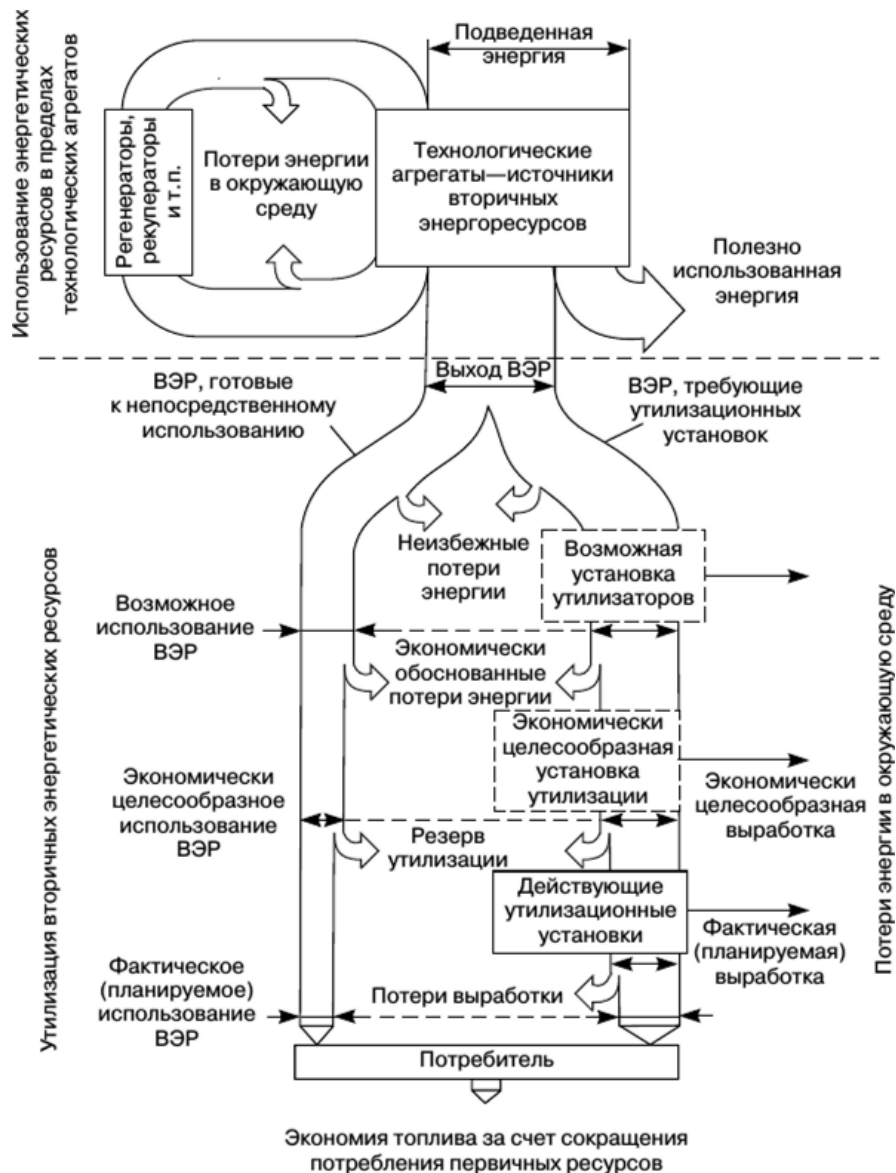 Использование энергетических
ресурсов в пределах
технологических агрегатов
Подведенная
энергия
Регенераторы,
рекуператоры
и т.п.
Потери энергии
в окружающую
среду
Технологические
агрегаты—источники
вторичных
энергоресурсов
Полезно
использованная
энергия
Выход ВЭР
ВЭР, готовые
к непосредственному
использованию
ВЭР, требующие
утилизационных
установок
Утилизация вторичных энергетических ресурсов
Неизбежные
потери
энергии
Возможная
установка
утилизаторов
Возможное
использование
ВЭР
Экономически
обоснованные
потери энергии
Экономически
целесообразная
установка
утилизации
Экономически
целесообразное
использование
ВЭР
Экономически
целесообразная
выработка
Резерв
утилизации
Действующие
утилизационные
установки
Фактическая
(планируемая)
выработка
Фактическое
(планируемое)
использование
ВЭР
Потери выработки
Потери энергии в окружающую среду
Потребитель
Экономия топлива за счет сокращения
потребления первичных ресурсов